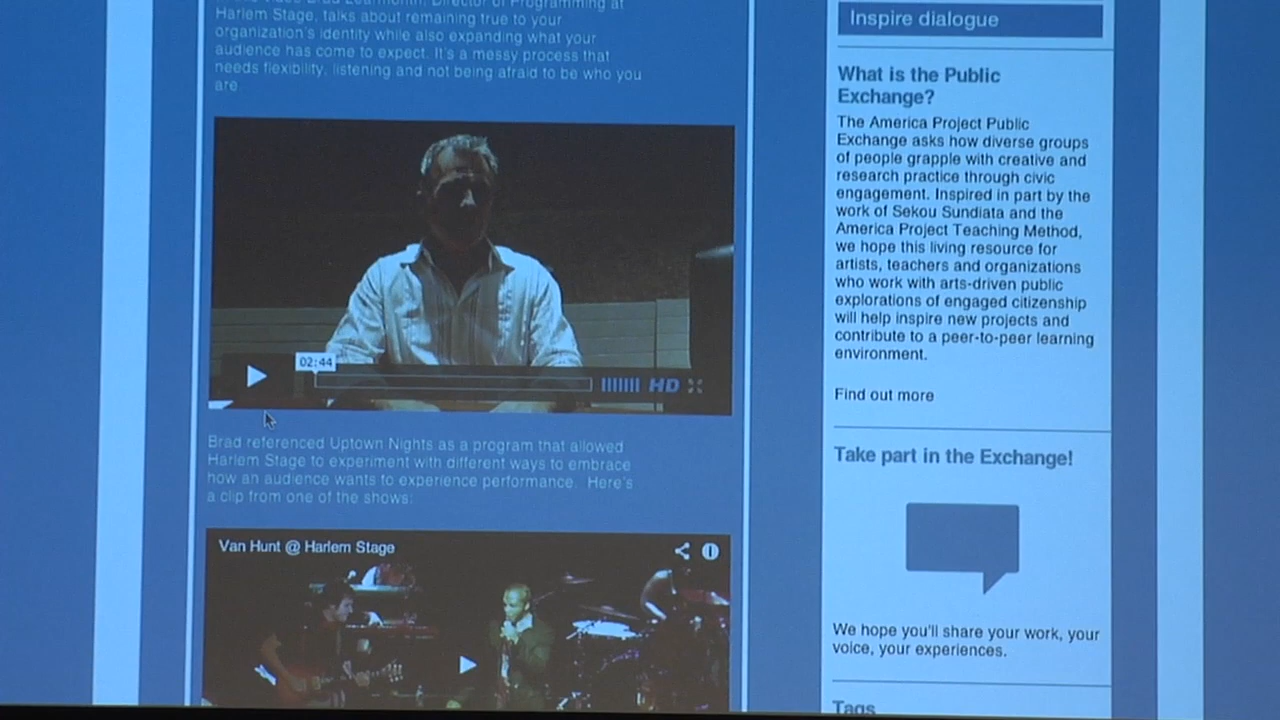 Harlem Stage, talks about remaining true to your
organization's identity while also expanding what your
audience has come to expect. It's a messy process that
needs flexibility, listening and not being afraid to be who you
are.
02:44
HD
Brad referenced Uptown Nights as a program that allowed
Harlem Stage to experiment with different ways to embrace
how an audience wants to experience performance. Here's
a clip from one of the shows:
Van Hunt @ Harlem Stage
Inspire dialogue
What is the Public
Exchange?
The America Project Public
Exchange asks how diverse groups
of people grapple with creative and
research practice through civic
engagement. Inspired in part by the
work of Sekou Sundiata and the
America Project Teaching Method,
we hope this living resource for
artists, teachers and organizations
who work with arts-driven public
explorations of engaged citizenship
will help inspire new projects and
contribute to a peer-to-peer learning
environment.
Find out more
Take part in the Exchange!
We hope you'll share your work, your
voice, your experiences.
Tags